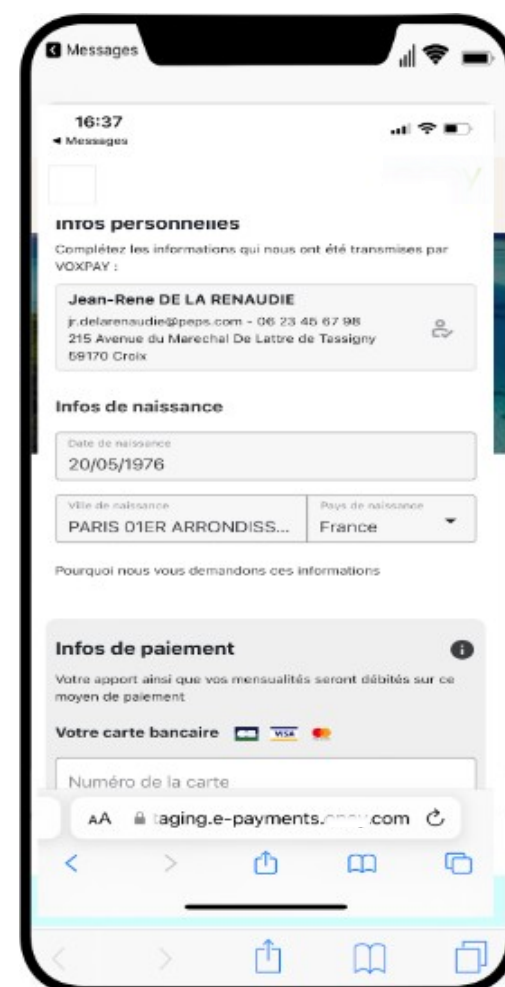 Messages
16:37
Messages
Infos personnelles
Complétez les informations qui nous ont été transmises par
VOXPAY :
Jean-Rene DE LA RENAUDIE
jr.delarenaudie@peps.com - 06 23 45 67 98
215 Avenue du Marechal De Lattre de Tassigny
59170 Croix
Infos de naissance
Date de naissance
20/05/1976
Ville de naissance Pays de naissance
PARIS 01ER ARRONDISS... France
Pourquoi nous vous demandons ces informations
Infos de paiement
Votre apport ainsi que vos mensualités seront débités sur ce
moyen de paiement
Votre carte bancaire VISA
Numéro de la carte
AA taging.e-payments. .com